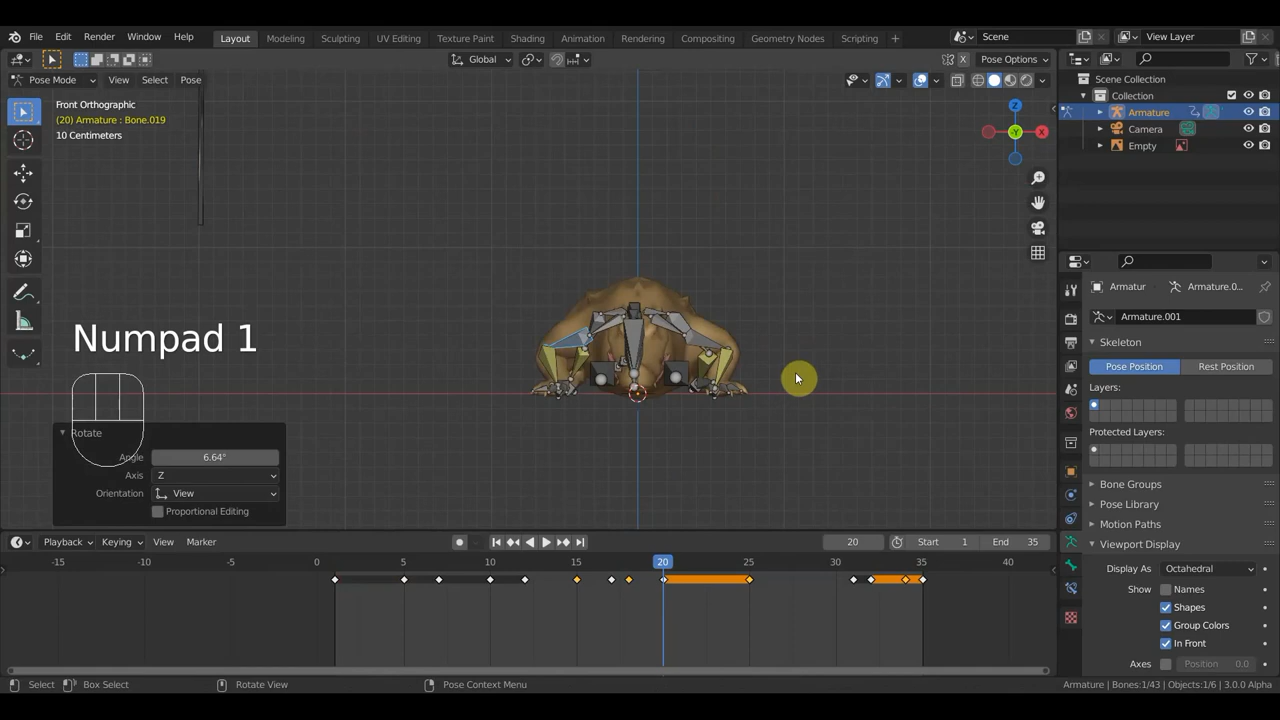 File Edit Render Window Help Layout Modeling Sculpting UV Editing Texture Paint Shading Animation Rendering Compositing Geometry Nodes Scripting + Scene View Layer
Global Pose Options
Pose Mode View Select Pose
Front Orthographic
(20) Armature : Bone.019
10 Centimeters
Z
Y
X
Scene Collection
Collection
Armature
Camera
Empty
Numpad 1
Rotate
Angle 6.64°
Axis Z
Orientation View
Proportional Editing
Armatur Armature.0...
Armature.001
Skeleton
Pose Position Rest Position
Layers:
Protected Layers:
Bone Groups
Pose Library
Motion Paths
Viewport Display
Display As Octahedral
Show Names
Shapes
Group Colors
In Front
Axes Position 0.0
Playback Keying View Marker 20 Start 1 End 35
-15 -10 -5 0 5 10 15 20 25 30 35 40
Select Box Select Rotate View Pose Context Menu Armature | Bones:1/43 | Objects:1/6 | 3.0.0 Alpha